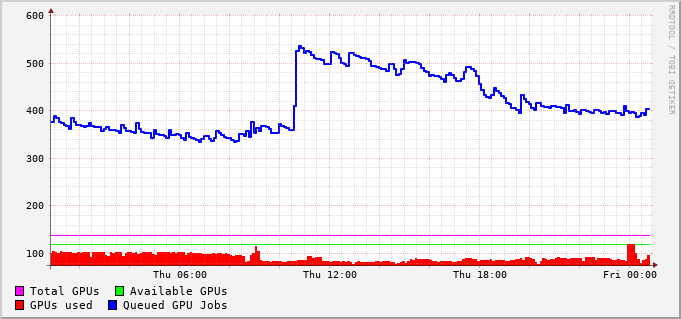 600
500
400
300
200
100
Thu 06:00 Thu 12:00 Thu 18:00 Fri 00:00
Total GPUs Available GPUs
GPUs used Queued GPU Jobs
RRDTOOL / TOBI OETIKER